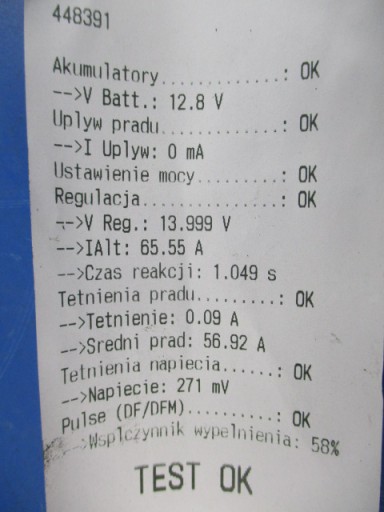 448391
Akumulatory..............: OK
-->V Batt.: 12.8 V
Uplyw pradu..............: OK
-->I Uplyw: 0 mA
Ustawienie mocy..........: OK
Regulacja................: OK
-->V Reg.: 13.999 V
-->IAlt: 65.55 A
-->Czas reakcji: 1.049 s
Tetnienia pradu.........: OK
-->Tetnienie: 0.09 A
-->Sredni prad: 56.92 A
Tetnienia napiecia......: OK
-->Napiecie: 271 mV
Pulse (DF/DFM)..........: OK
-->Wsplczynnik wypelnienia: 58%
TEST OK